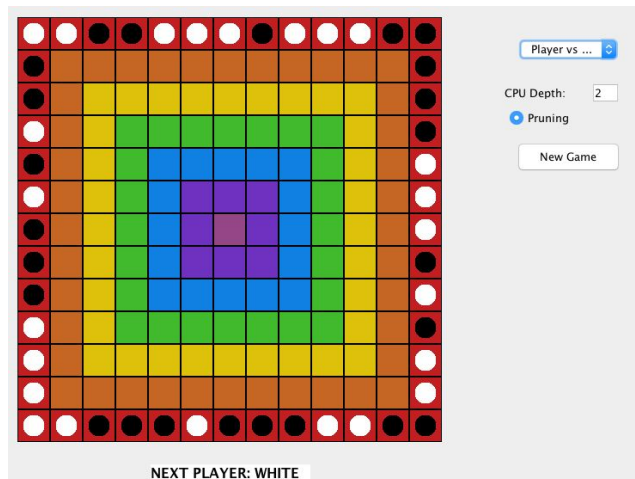 Player vs ...
CPU Depth: 2
Pruning
New Game
NEXT PLAYER: WHITE